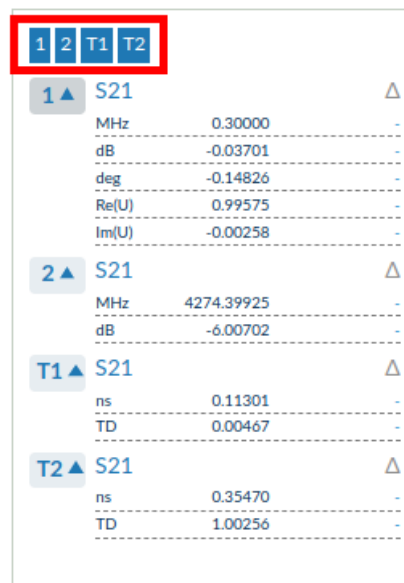 1 2 T1 T2
1▲ S21 Δ
MHz 0.30000 -
dB -0.03701 -
deg -0.14826 -
Re(U) 0.99575 -
Im(U) -0.00258 -
2▲ S21 Δ
MHz 4274.39925 -
dB -6.00702 -
T1▲ S21 Δ
ns 0.11301 -
TD 0.00467 -
T2▲ S21 Δ
ns 0.35470 -
TD 1.00256 -